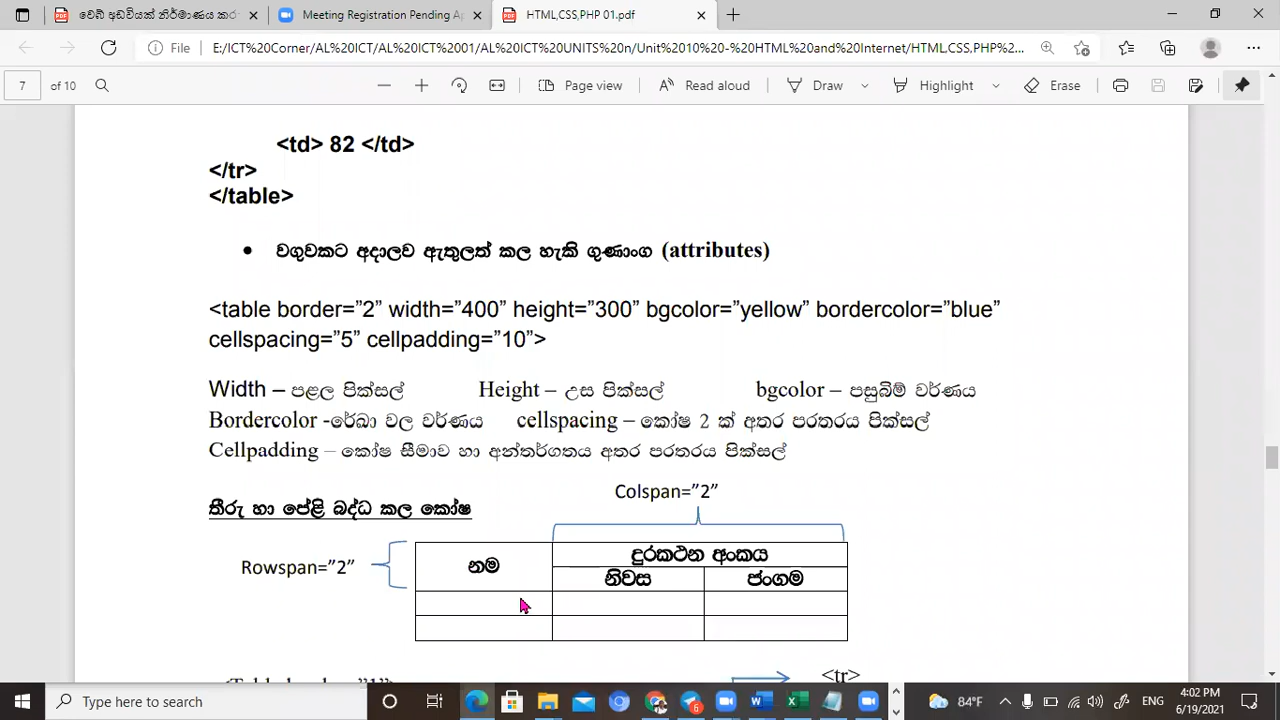 වෙබ් අඩවියක් නිර්මාණය කරු
Meeting Registration Pending Ap
HTML,CSS,PHP 01.pdf
File
E:/ICT%20Corner/AL%20ICT/AL%20ICT%2001/AL%20ICT%20UNITS n/Unit%2010%20-%20HTML%20and%20Internet/HTML,CSS,PHP%2...
7 of 10
Page view
Read aloud
Draw
Highlight
Erase
<td> 82 </td>
</tr>
</table>
• වගුවකට අදාලව ඇතුලත් කල හැකි ගුණාංග (attributes)
<table border=”2” width=”400” height=”300” bgcolor=”yellow” bordercolor=”blue”
cellspacing=”5” cellpadding=”10”>
Width – පළල පික්සල් Height – උස පික්සල් bgcolor – පසුබිම් වර්ණය
Bordercolor -රේඛා වල වර්ණය cellspacing – කෝෂ 2 ක් අතර පරතරය පික්සල්
Cellpadding – කෝෂ සීමාව හා අන්තර්ගතය අතර පරතරය පික්සල්
Colspan=”2”
තීරු හා පේළි බද්ධ කල කෝෂ
Rowspan=”2”
නම
දුරකථන අංකය
නිවස
ජංගම
<tr>
Type here to search
84°F
ENG
4:02 PM
6/19/2021